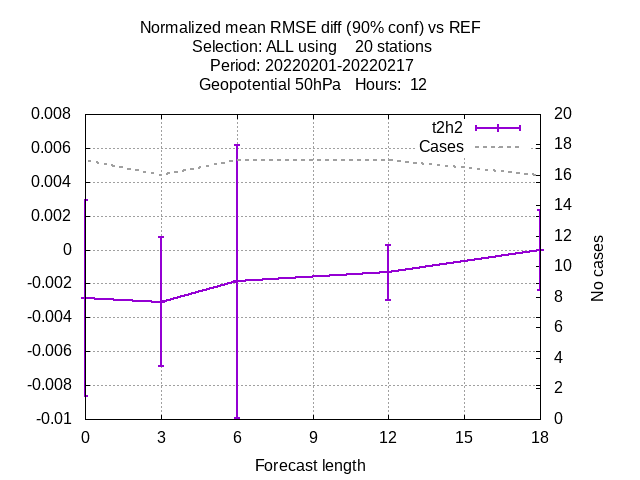 Normalized mean RMSE diff (90% conf) vs REF
Selection: ALL using    20 stations
Period: 20220201-20220217
Geopotential 50hPa   Hours:  12
0.008
0.006
0.004
0.002
0
-0.002
-0.004
-0.006
-0.008
-0.01
t2h2
Cases
20
18
16
14
12
10
8
6
4
2
0
No cases
0 3 6 9 12 15 18
Forecast length